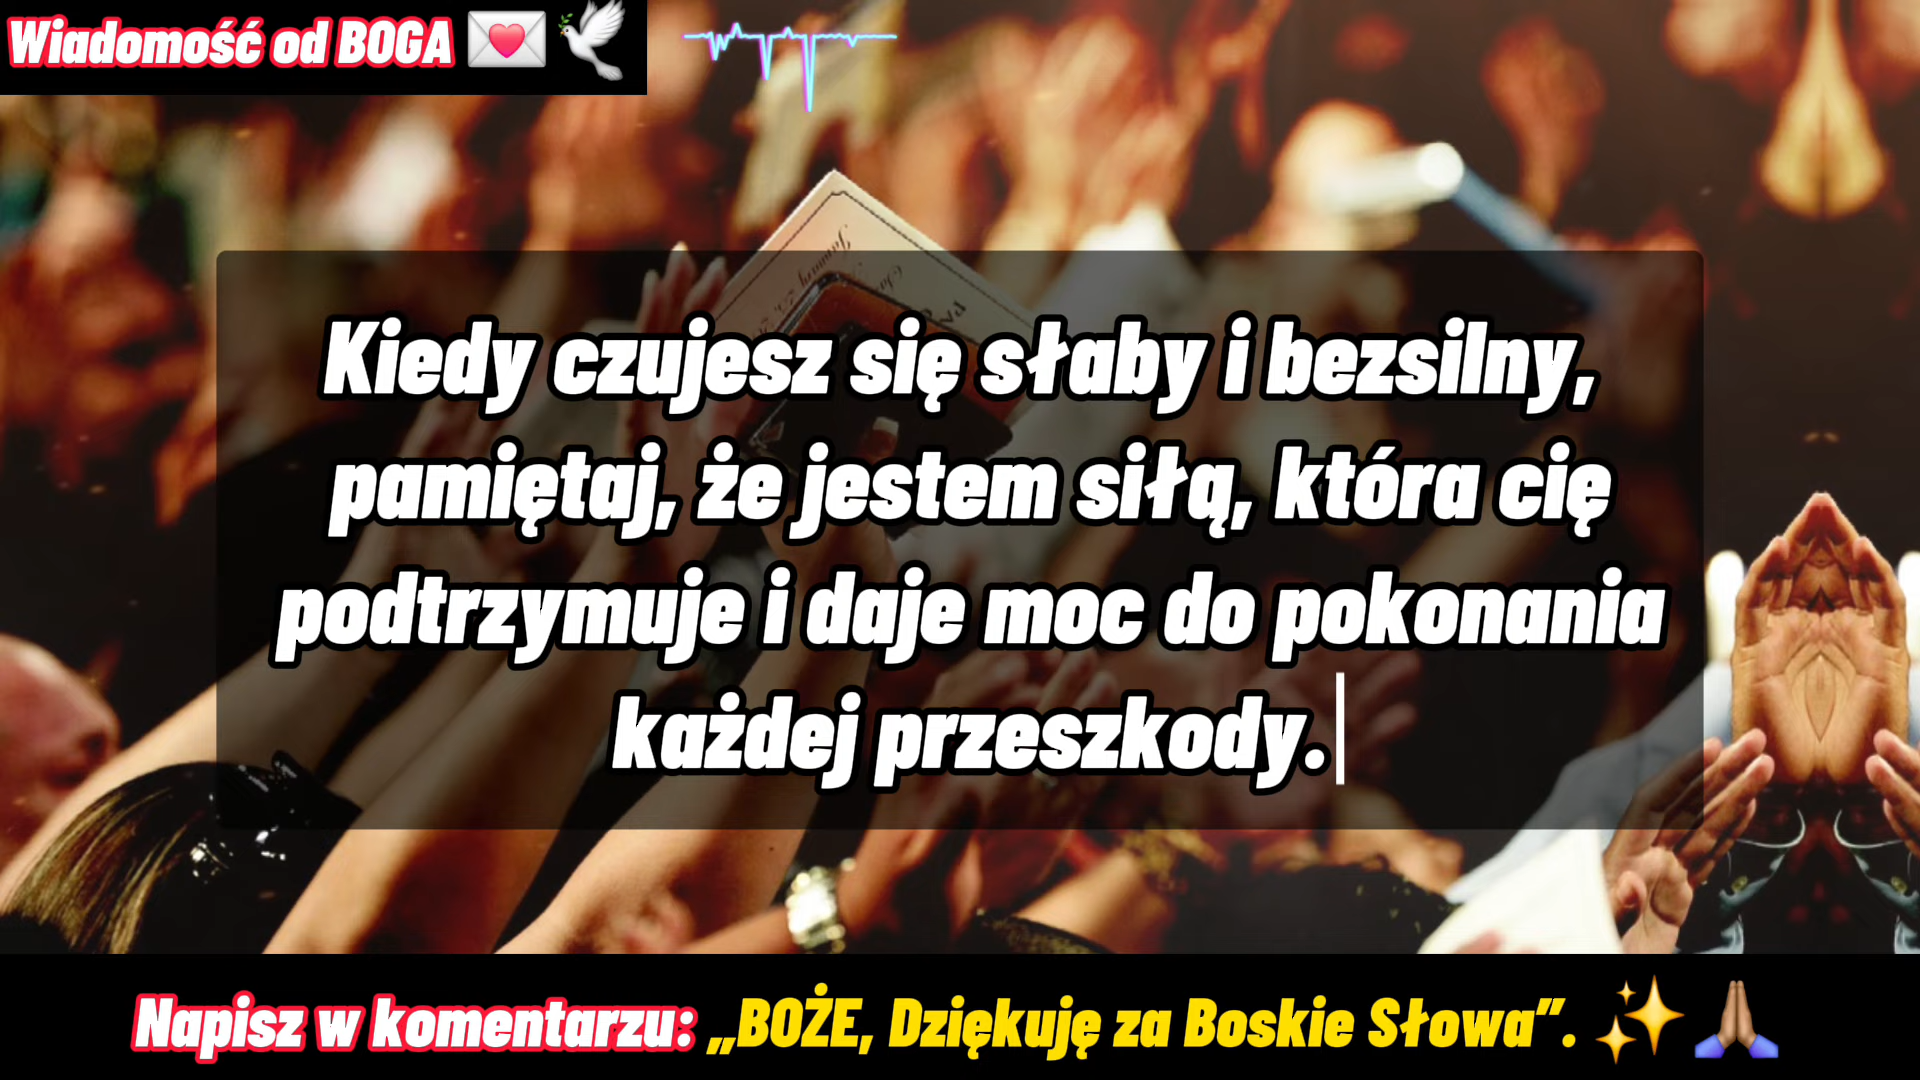 Wiadomość od BOGA 💌 🕊️
Kiedy czujesz się słaby i bezsilny,
pamiętaj, że jestem siłą, która cię
podtrzymuje i daje moc do pokonania
każdej przeszkody.
Napisz w komentarzu: „BOŻE, Dziękuję za Boskie Słowa”. ✨ 🙏🏽